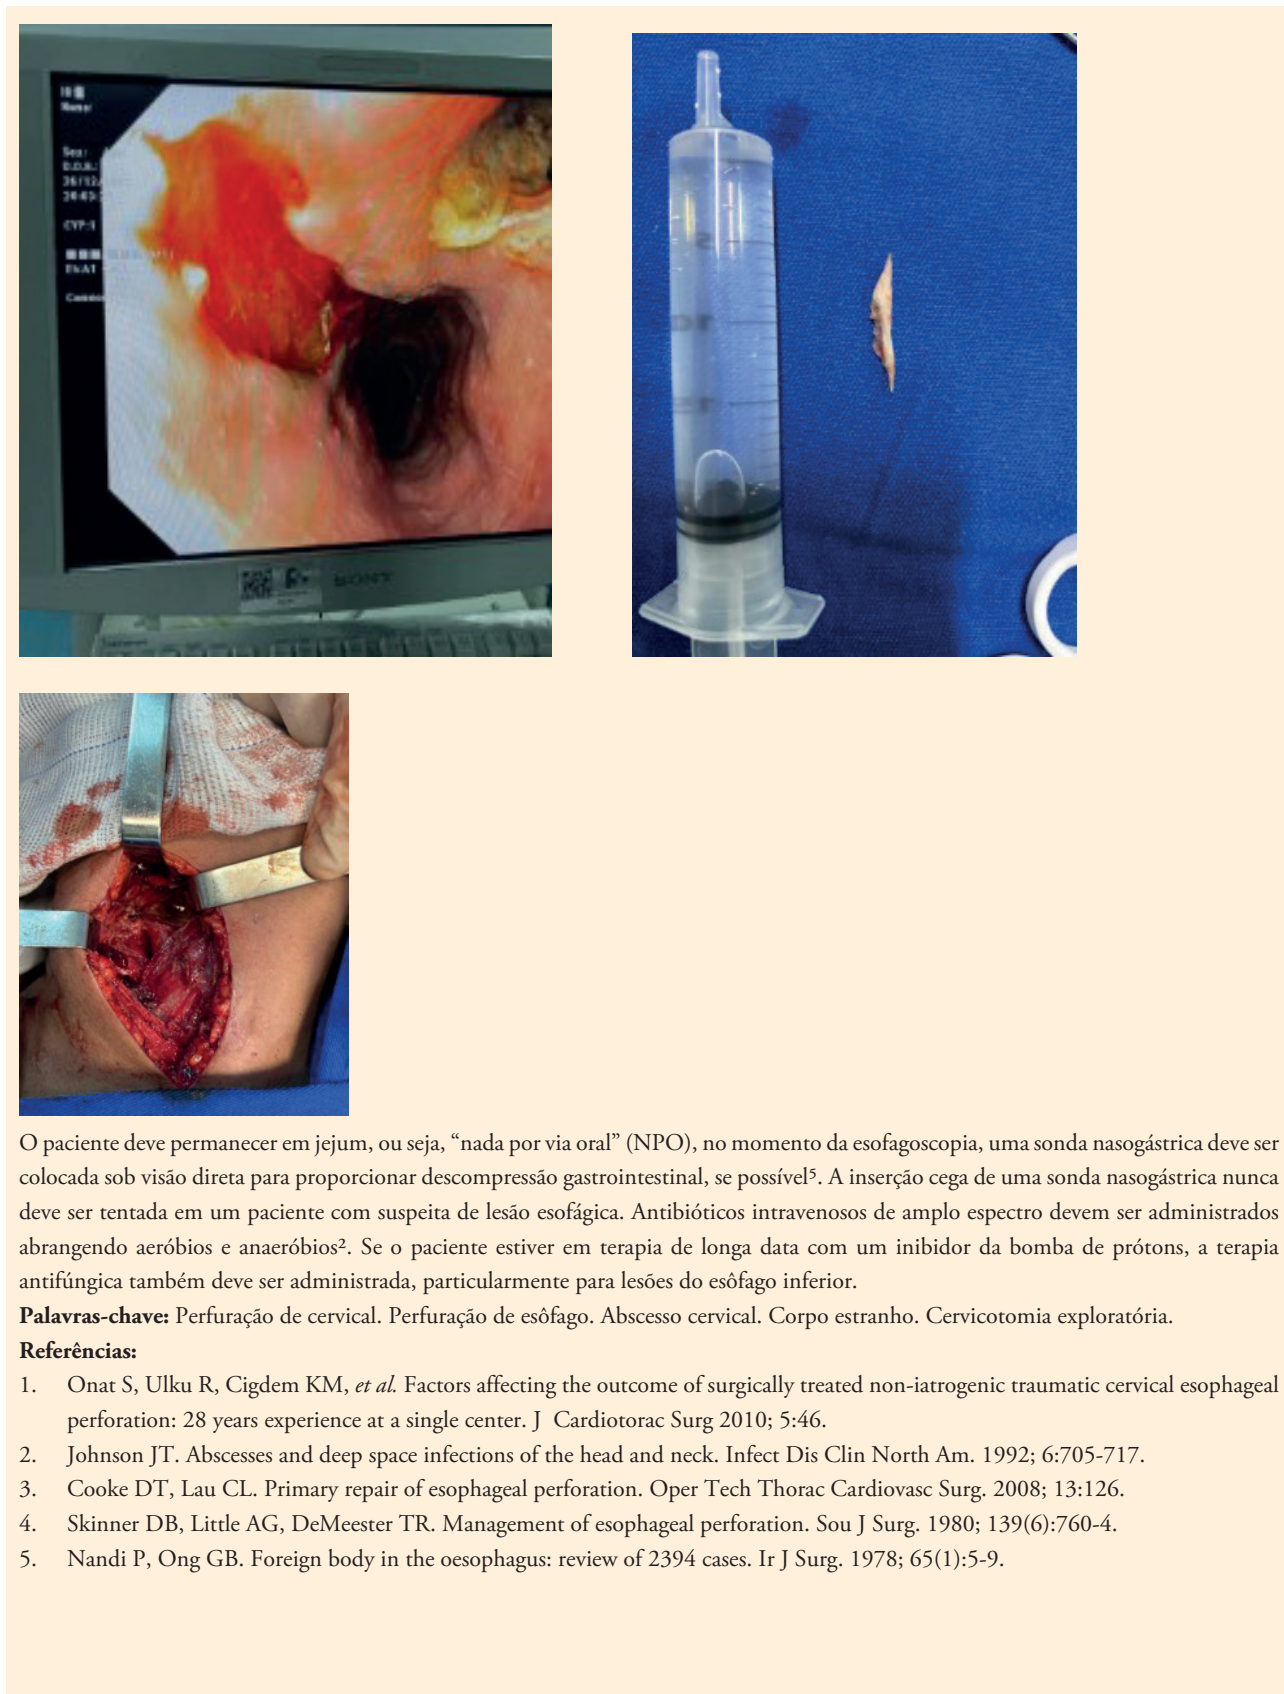 Name:
Sex:
D.O.B.:
SONY
O paciente deve permanecer em jejum, ou seja, “nada por via oral” (NPO), no momento da esofagoscopia, uma sonda nasogástrica deve ser
colocada sob visão direta para proporcionar descompressão gastrointestinal, se possível⁵. A inserção cega de uma sonda nasogástrica nunca
deve ser tentada em um paciente com suspeita de lesão esofágica. Antibióticos intravenosos de amplo espectro devem ser administrados
abrangendo aeróbios e anaeróbios². Se o paciente estiver em terapia de longa data com um inibidor da bomba de prótons, a terapia
antifúngica também deve ser administrada, particularmente para lesões do esôfago inferior.
Palavras-chave: Perfuração de cervical. Perfuração de esôfago. Abscesso cervical. Corpo estranho. Cervicotomia exploratória.
Referências:
1. Onat S, Ulku R, Cigdem KM, et al. Factors affecting the outcome of surgically treated non-iatrogenic traumatic cervical esophageal
perforation: 28 years experience at a single center. J Cardiotorac Surg 2010; 5:46.
2. Johnson JT. Abscesses and deep space infections of the head and neck. Infect Dis Clin North Am. 1992; 6:705-717.
3. Cooke DT, Lau CL. Primary repair of esophageal perforation. Oper Tech Thorac Cardiovasc Surg. 2008; 13:126.
4. Skinner DB, Little AG, DeMeester TR. Management of esophageal perforation. Sou J Surg. 1980; 139(6):760-4.
5. Nandi P, Ong GB. Foreign body in the oesophagus: review of 2394 cases. Ir J Surg. 1978; 65(1):5-9.